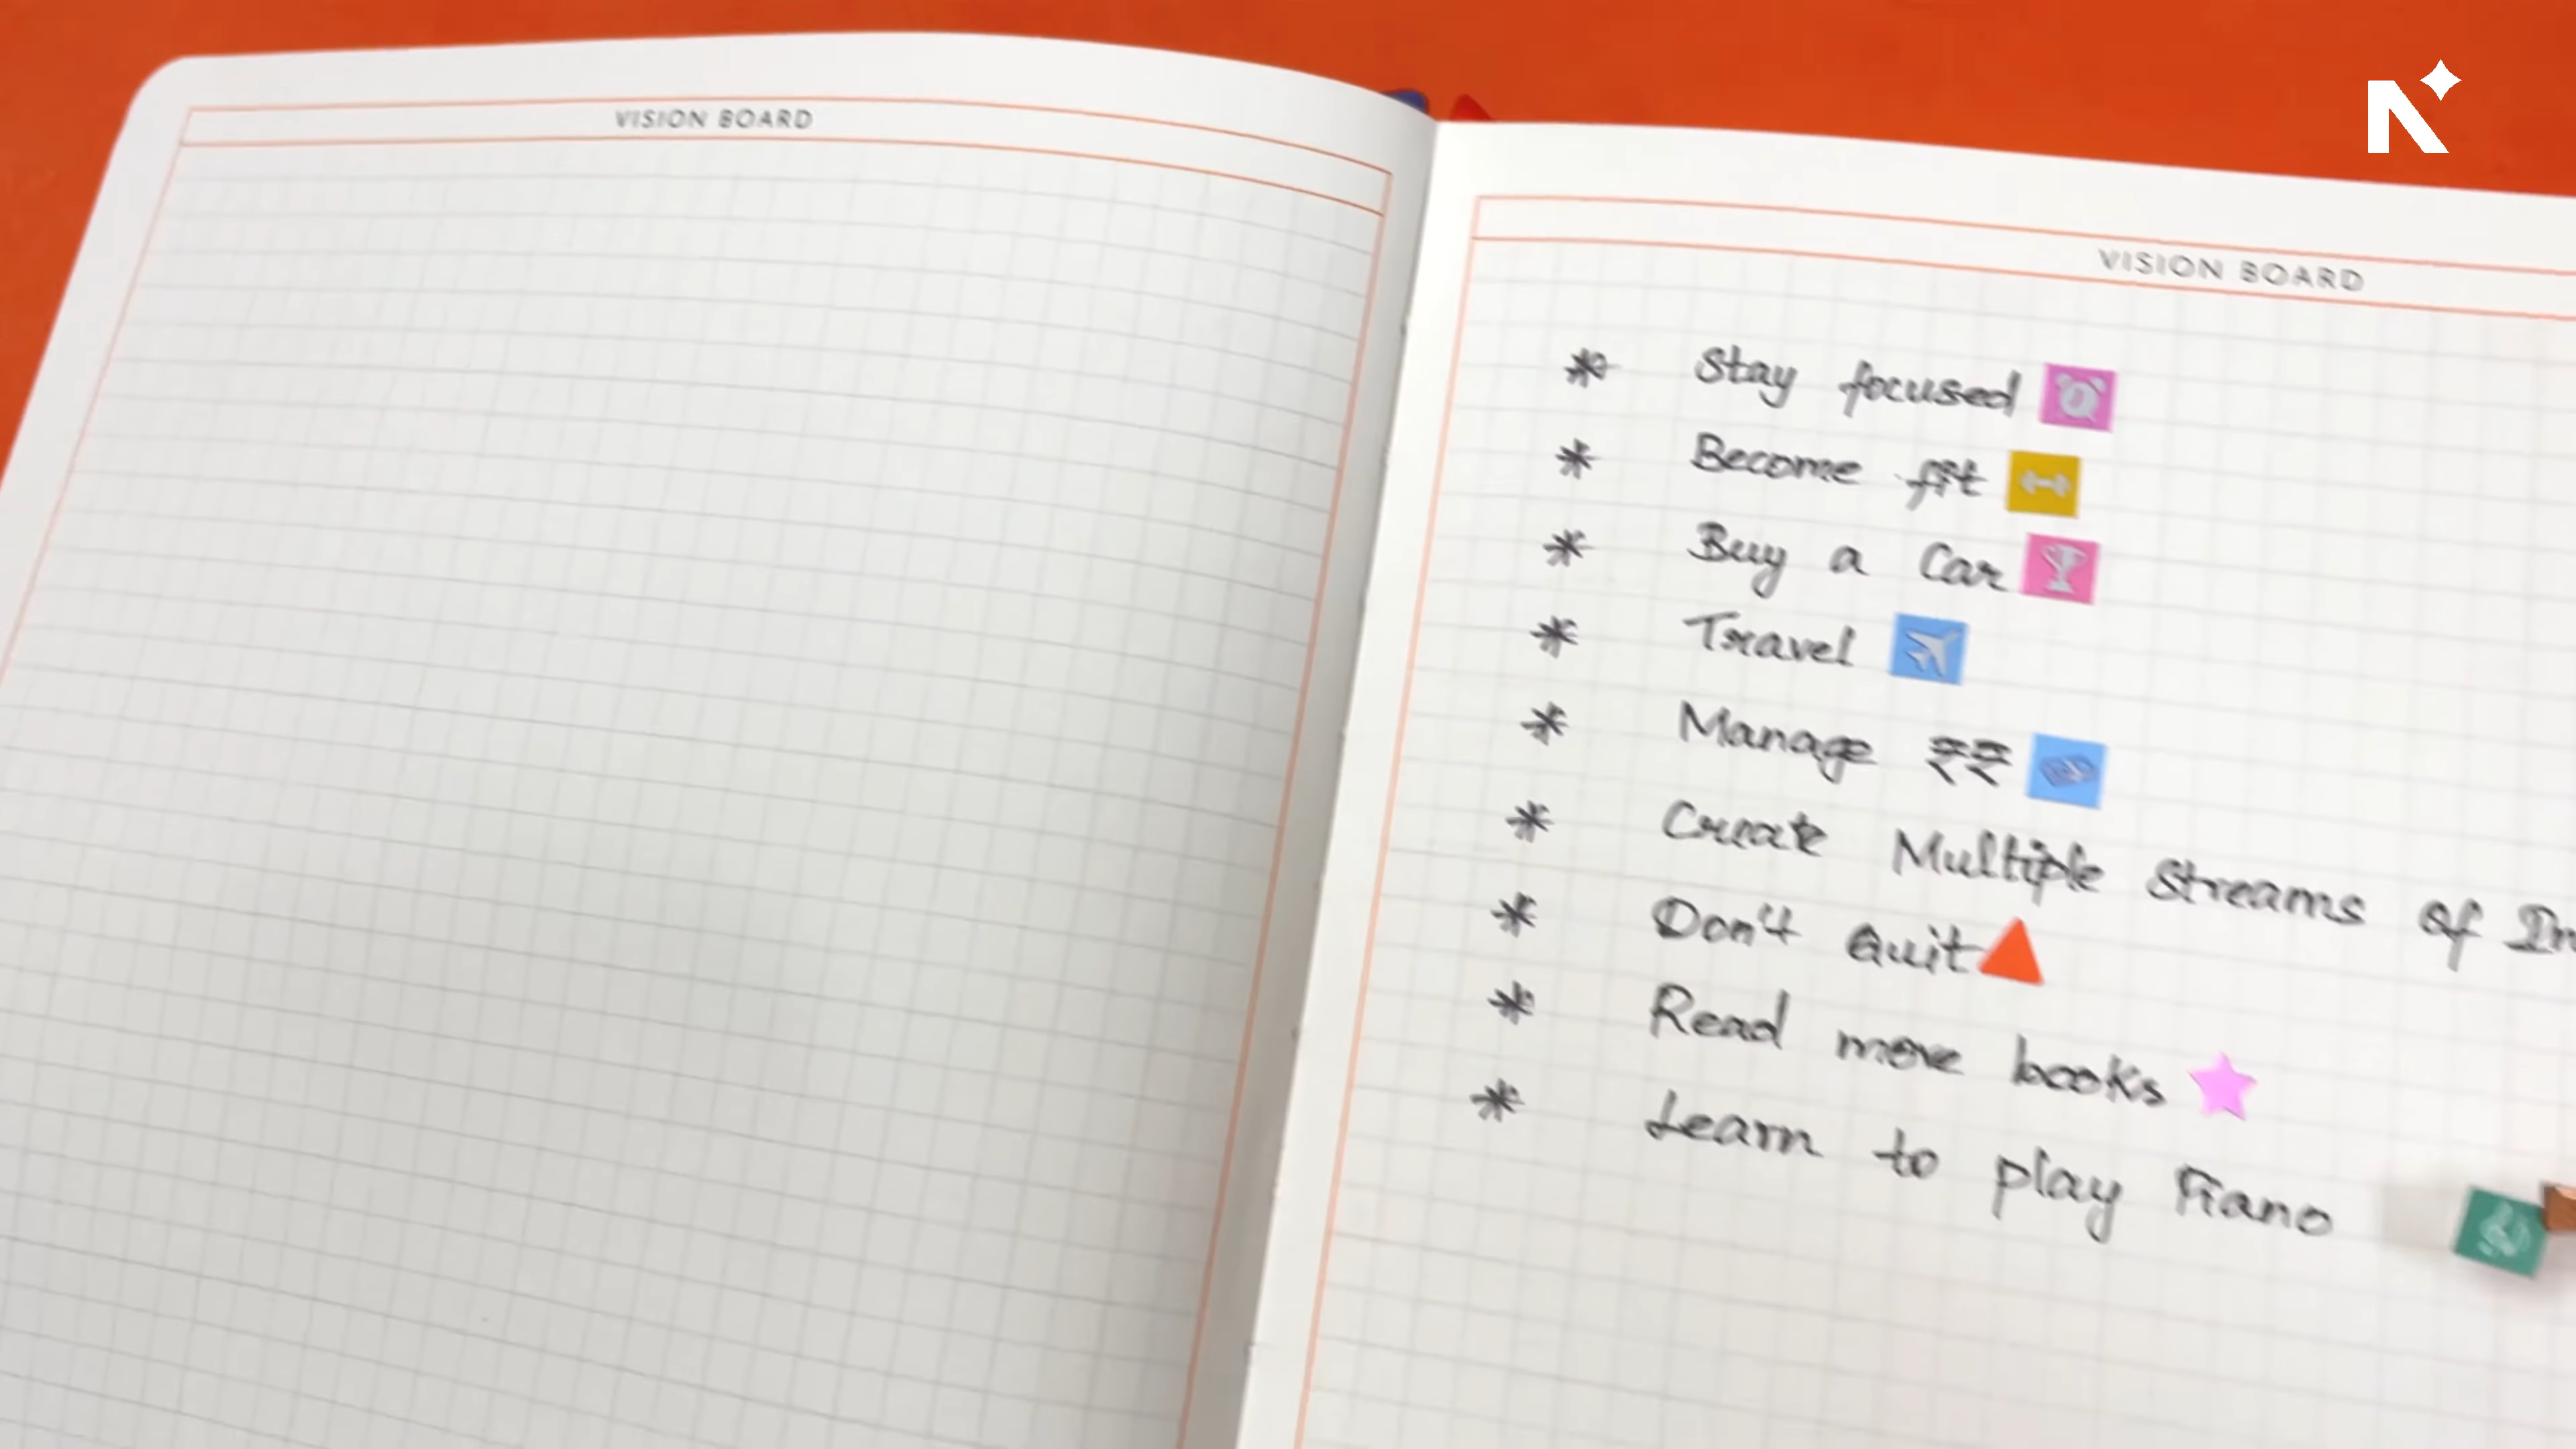 VISION BOARD
VISION BOARD
* Stay focused
* Become fit
* Buy a Car
* Travel
* Manage ₹₹
* Create Multiple Streams of In
* Don't Quit
* Read more books
* Learn to play Piano
N